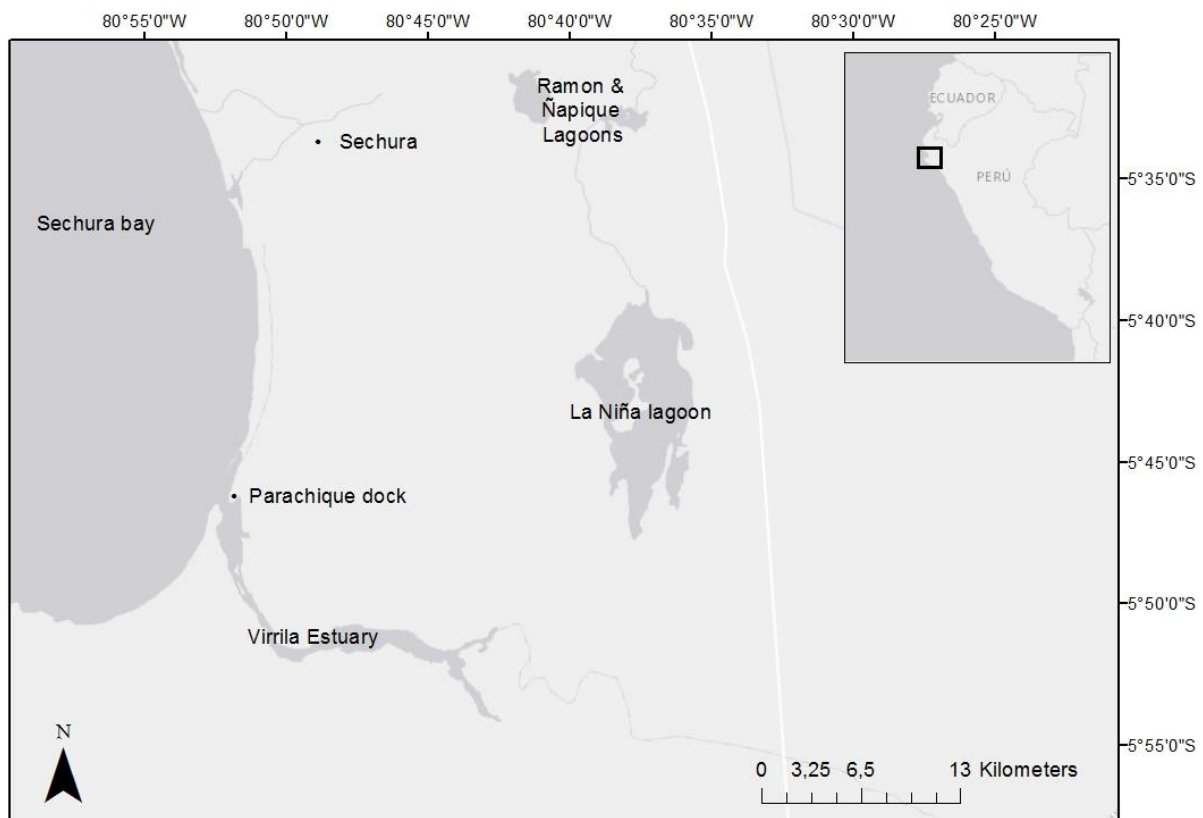 80°55'0"W 80°50'0"W 80°45'0"W 80°40'0"W 80°35'0"W 80°30'0"W 80°25'0"W
Ramon &
Ñapique
Lagoons
ECUADOR
Sechura
PERÙ
5°35'0"S
Sechura bay
5°40'0"S
La Niña lagoon
5°45'0"S
Parachique dock
5°50'0"S
Virrila Estuary
N
5°55'0"S
0 3,25 6,5 13 Kilometers